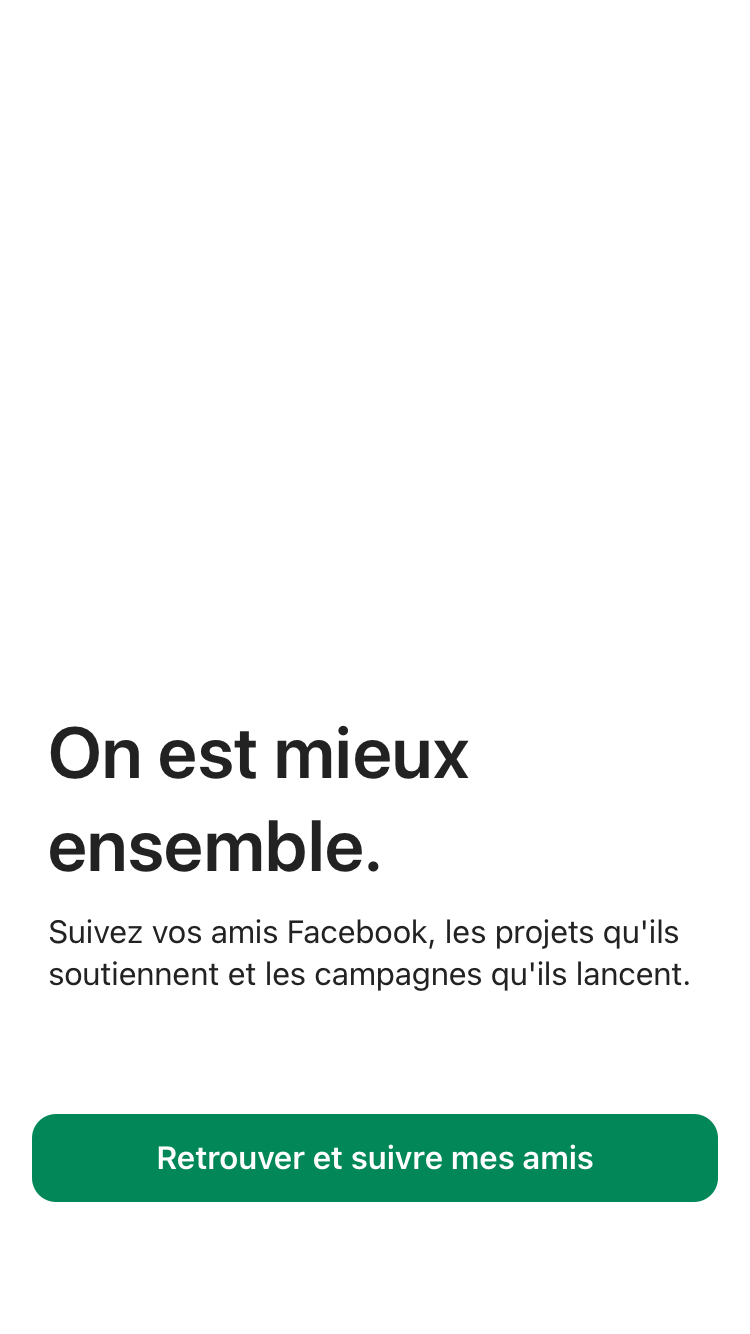 On est mieux
ensemble.
Suivez vos amis Facebook, les projets qu'ils
soutiennent et les campagnes qu'ils lancent.
Retrouver et suivre mes amis